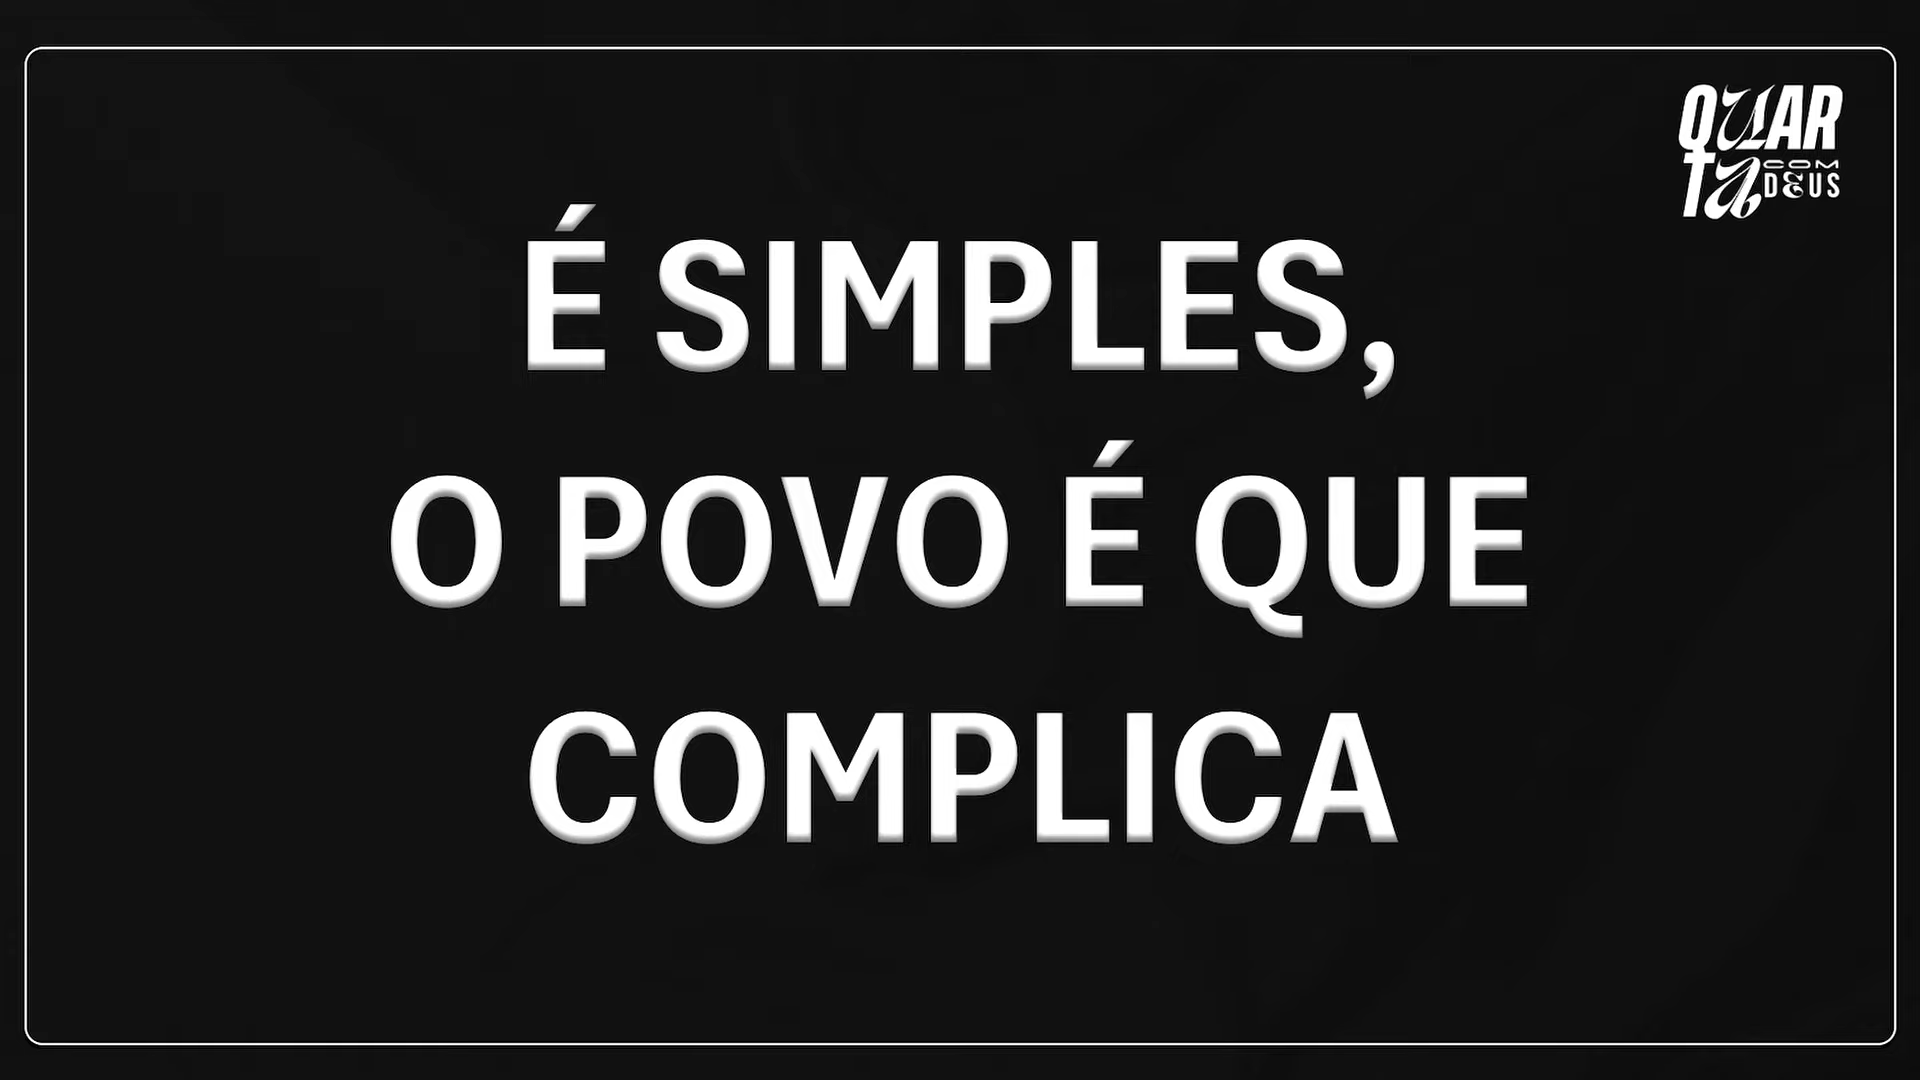 QUAR
TA COM
DEUS
É SIMPLES,
O POVO É QUE
COMPLICA